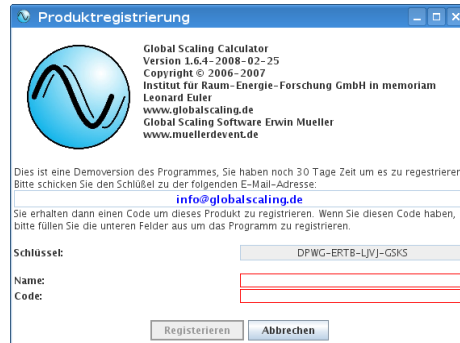 Produktregistrierung
Global Scaling Calculator
Version 1.6.4-2008-02-25
Copyright © 2006-2007
Institut für Raum-Energie-Forschung GmbH in memoriam
Leonard Euler
www.globalscaling.de
Global Scaling Software Erwin Mueller
www.muellerdevent.de
Dies ist eine Demoversion des Programmes, Sie haben noch 30 Tage Zeit um es zu regestrieren.
Bitte schicken Sie den Schlüßel zu der folgenden E-Mail-Adresse:
info@globalscaling.de
Sie erhalten dann einen Code um dieses Produkt zu registrieren. Wenn Sie diesen Code haben,
bitte füllen Sie die unteren Felder aus um das Programm zu registrieren.
Schlüssel: DPWG-ERTB-LJVJ-GSKS
Name:
Code:
Registrieren Abbrechen